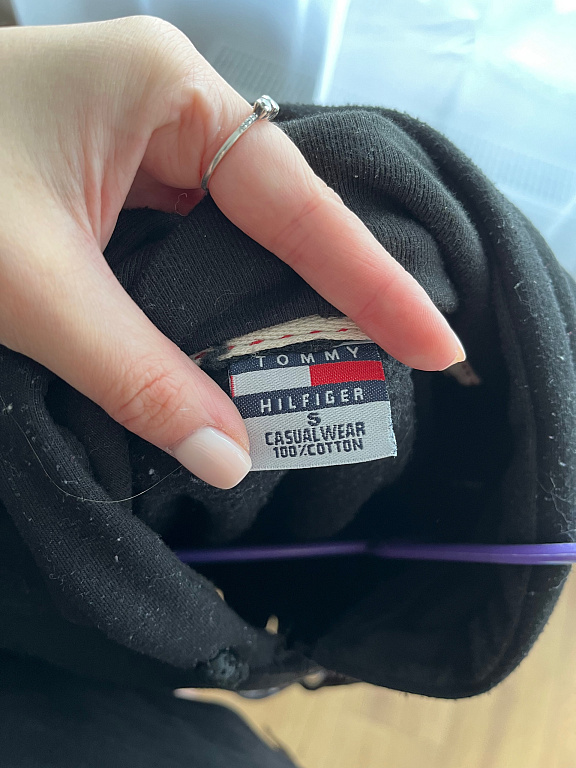 TOMMY
HILFIGER
S
CASUALWEAR
100%COTTON